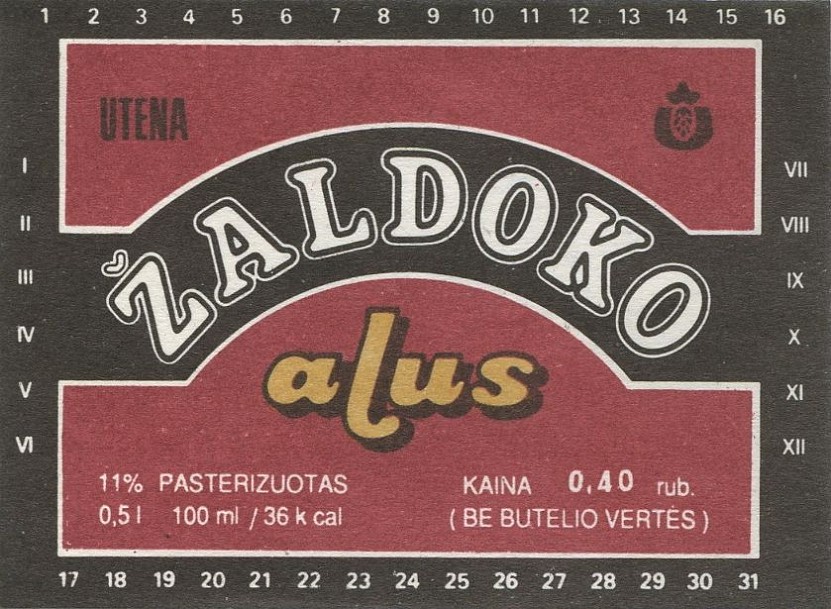 1 2 3 4 5 6 7 8 9 10 11 12 13 14 15 16
UTENA
I
II
III
IV
V
VI
VII
VIII
IX
X
XI
XII
ŽALDOKO
alus
11% PASTERIZUOTAS
0,5 l 100 ml / 36 k cal
KAINA 0,40 rub.
( BE BUTELIO VERTĖS )
17 18 19 20 21 22 23 24 25 26 27 28 29 30 31